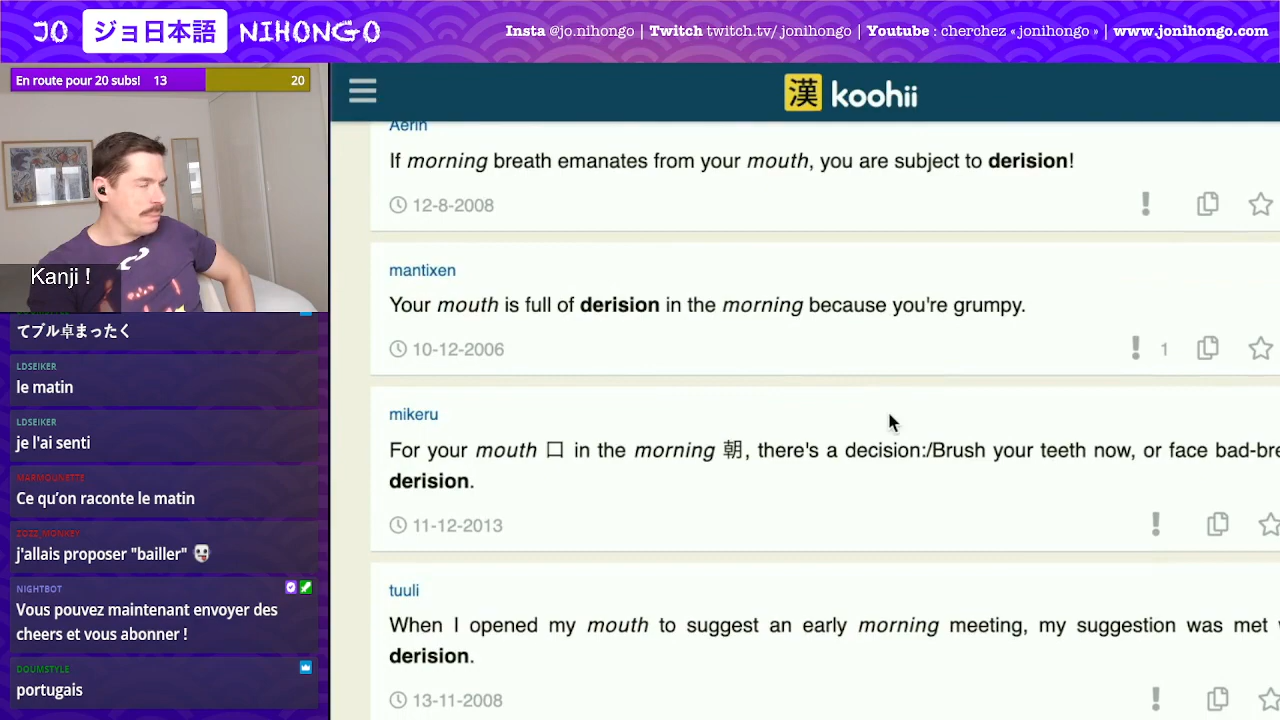 JO ジョ日本語 NIHONGO
Insta @jo.nihongo | Twitch twitch.tv/ jonihongo | Youtube : cherchez « jonihongo » | www.jonihongo.com
En route pour 20 subs! 13 20
漢 koohii
Aerin
If morning breath emanates from your mouth, you are subject to derision!
12-8-2008
mantixen
Your mouth is full of derision in the morning because you're grumpy.
10-12-2006
1
mikeru
For your mouth 口 in the morning 朝, there's a decision:/Brush your teeth now, or face bad-bre
derision.
11-12-2013
tuuli
When I opened my mouth to suggest an early morning meeting, my suggestion was met
derision.
13-11-2008
Kanji !
てブル卓まったく
LDSEIKER
le matin
LDSEIKER
je l'ai senti
MARMOUNETTE
Ce qu'on raconte le matin
ZOZZ_MONKEY
j'allais proposer "bailler"
NIGHTBOT
Vous pouvez maintenant envoyer des
cheers et vous abonner !
DOUMSTYLE
portugais